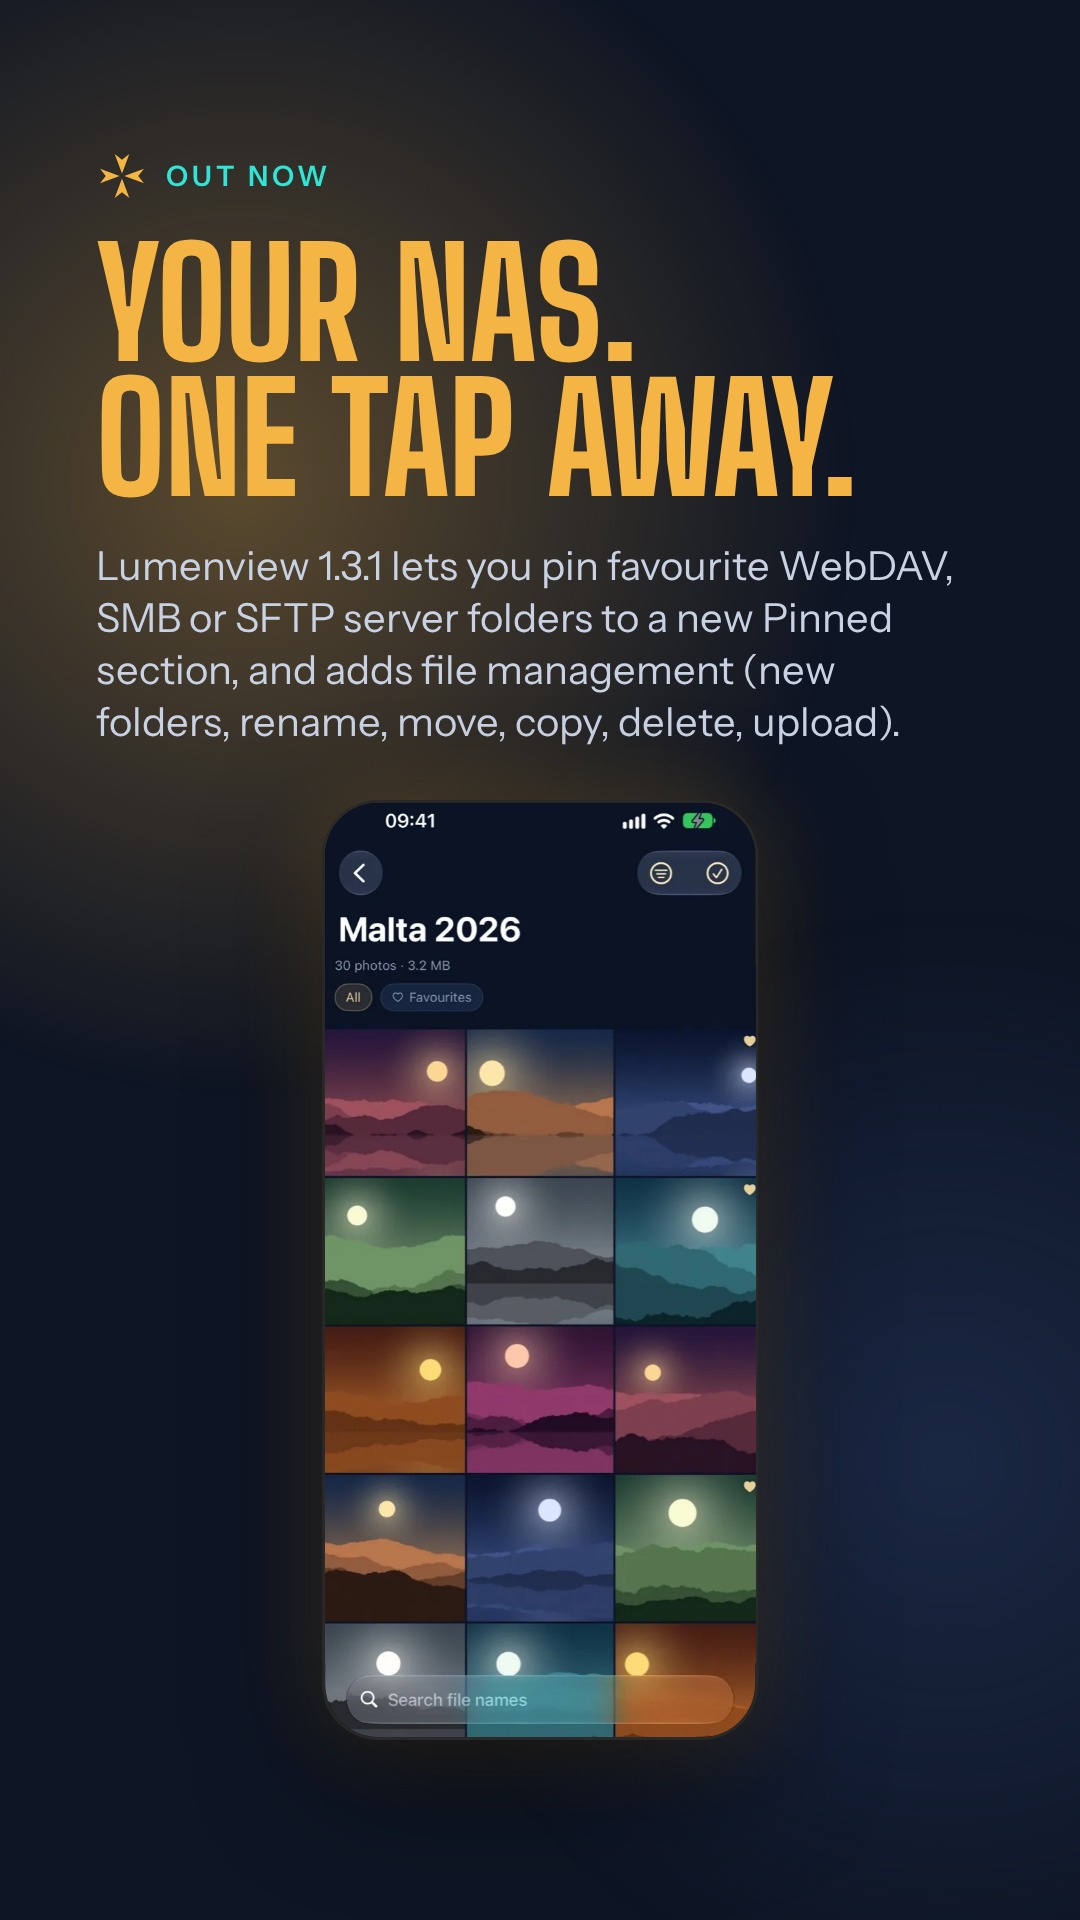 OUT NOW
YOUR NAS.
ONE TAP AWAY.
Lumenview 1.3.1 lets you pin favourite WebDAV,
SMB or SFTP server folders to a new Pinned
section, and adds file management (new
folders, rename, move, copy, delete, upload).
09:41
Malta 2026
30 photos · 3.2 MB
All
Favourites
Search file names